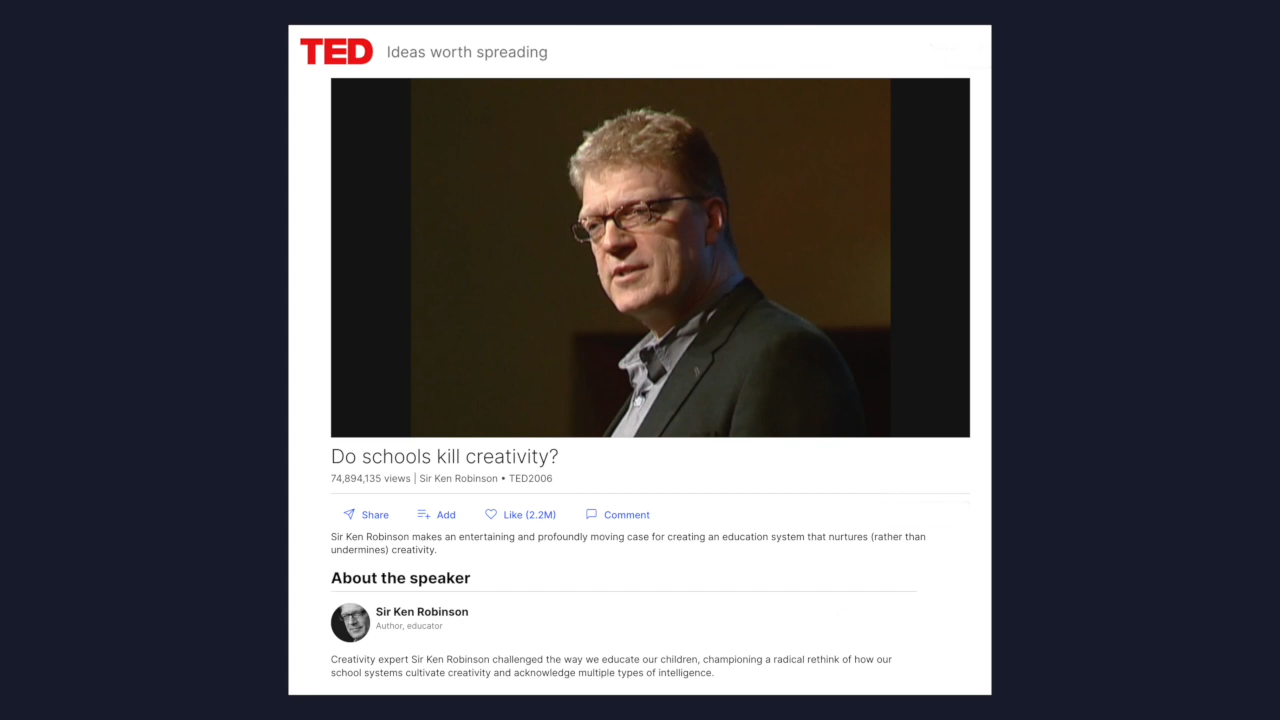 TED Ideas worth spreading
Do schools kill creativity?
74,894,135 views | Sir Ken Robinson • TED2006
Share Add Like (2.2M) Comment
Sir Ken Robinson makes an entertaining and profoundly moving case for creating an education system that nurtures (rather than
undermines) creativity.
About the speaker
Sir Ken Robinson
Author, educator
Creativity expert Sir Ken Robinson challenged the way we educate our children, championing a radical rethink of how our
school systems cultivate creativity and acknowledge multiple types of intelligence.